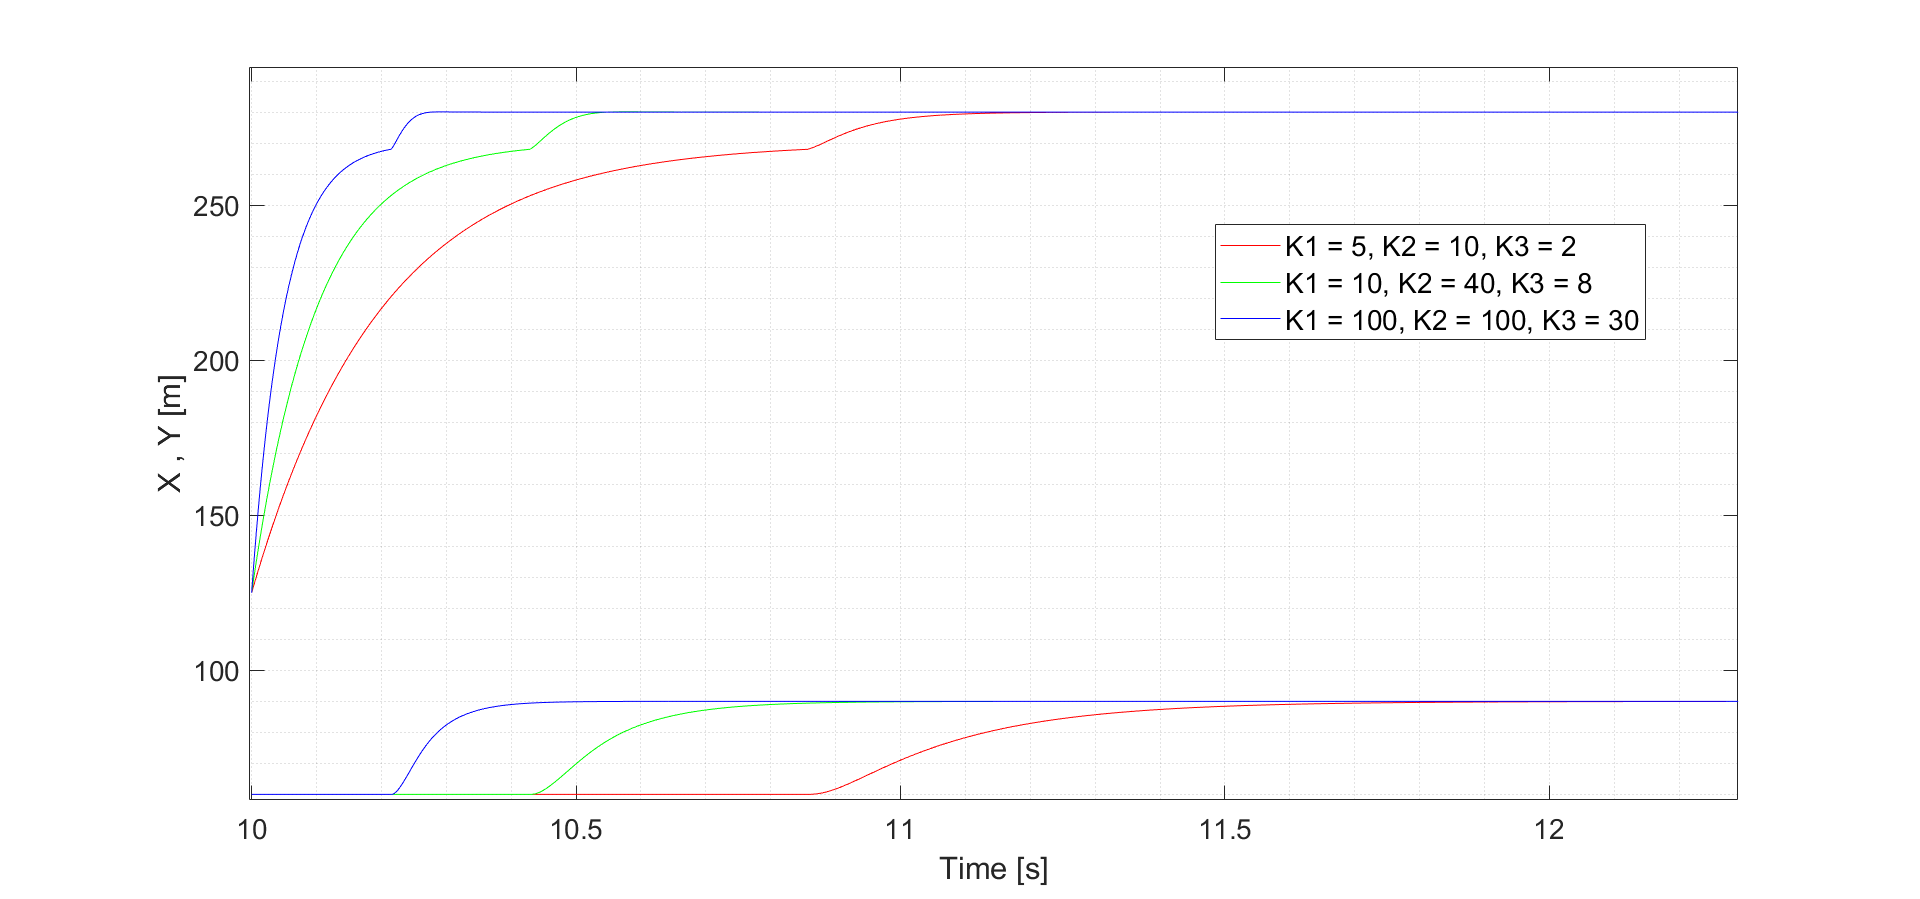 250
200
150
100
X , Y [m]
K1 = 5, K2 = 10, K3 = 2
K1 = 10, K2 = 40, K3 = 8
K1 = 100, K2 = 100, K3 = 30
10
10.5
11
11.5
12
Time [s]